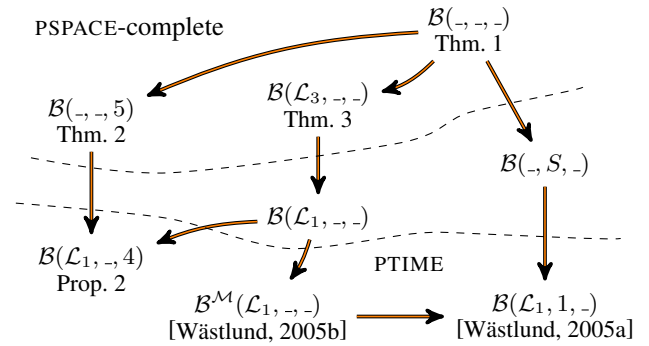 PSPACE-complete
ℬ(_, _, _)
Thm. 1
ℬ(_, _, 5)
Thm. 2
ℬ(ℒ₃, _, _)
Thm. 3
ℬ(_, S, _)
ℬ(ℒ₁, _, _)
ℬ(ℒ₁, _, 4)
Prop. 2
PTIME
ℬᴹ(ℒ₁, _, _)
[Wästlund, 2005b]
ℬ(ℒ₁, 1, _)
[Wästlund, 2005a]